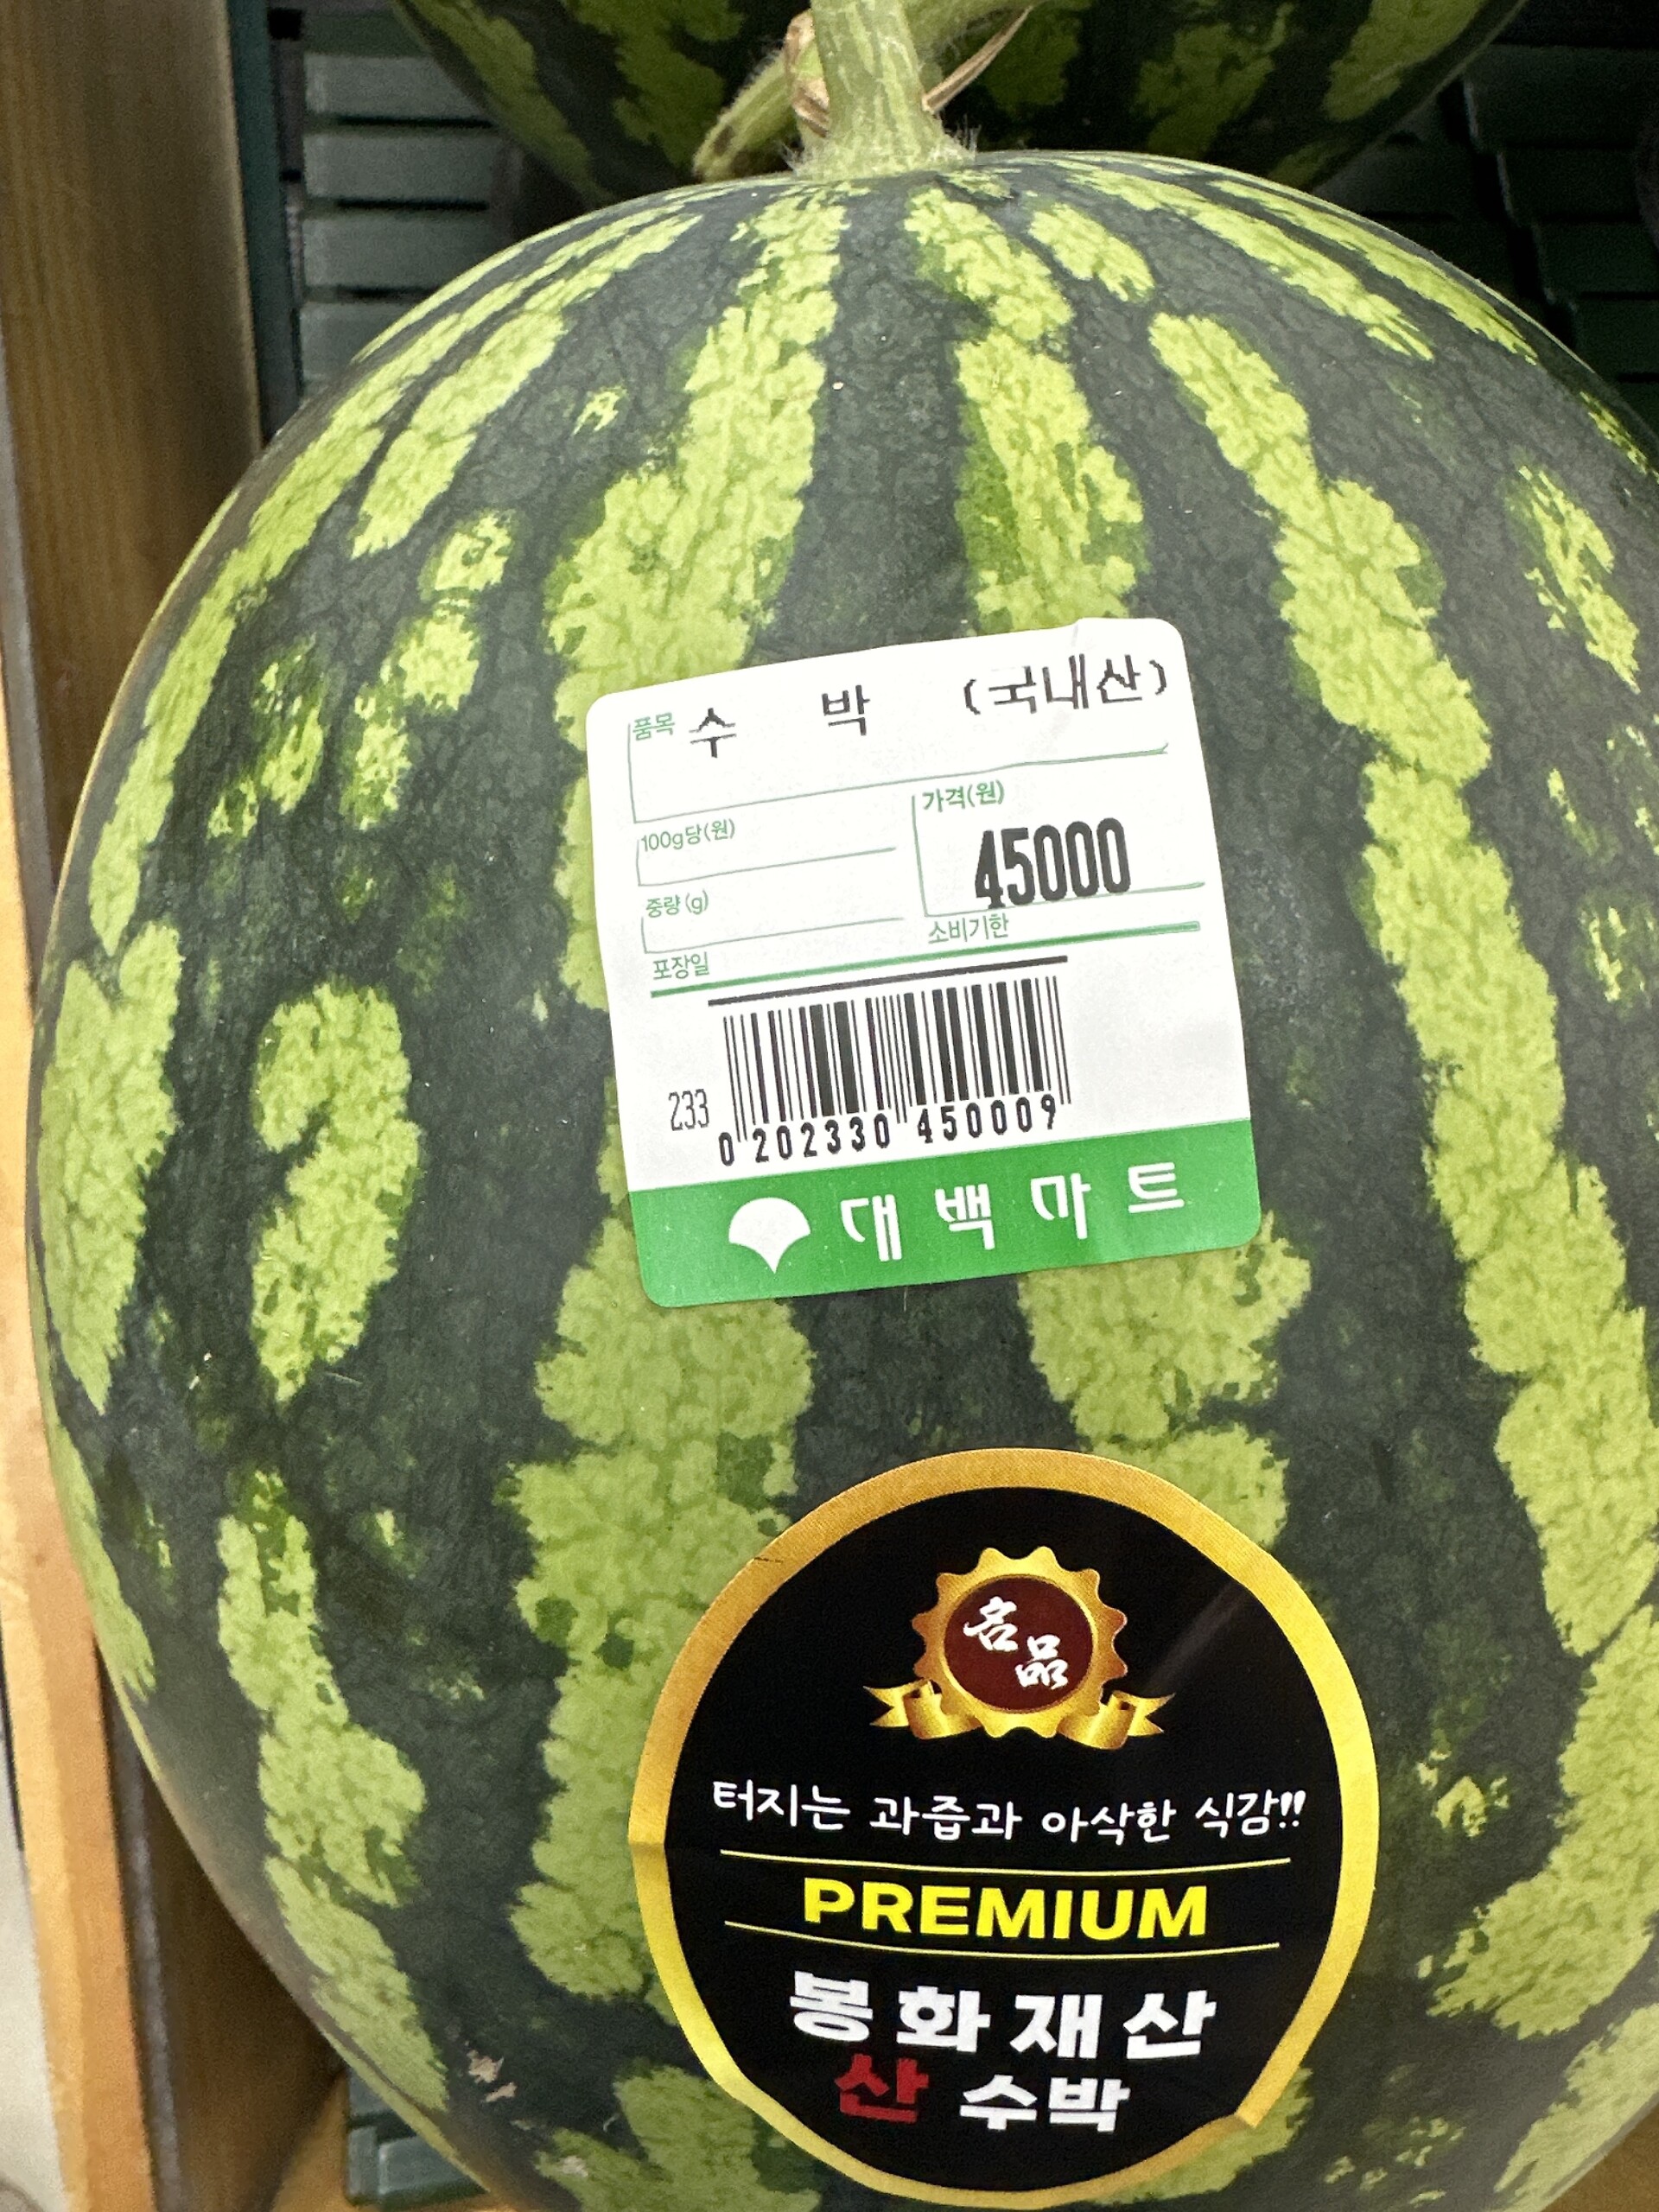 품목 수 박 (국내산)
100g당(원)
가격(원)
45000
중량(g)
포장일
소비기한
233
0 202330 450009
대백마트
名品
터지는 과즙과 아삭한 식감!!
PREMIUM
봉화재산
산 수박